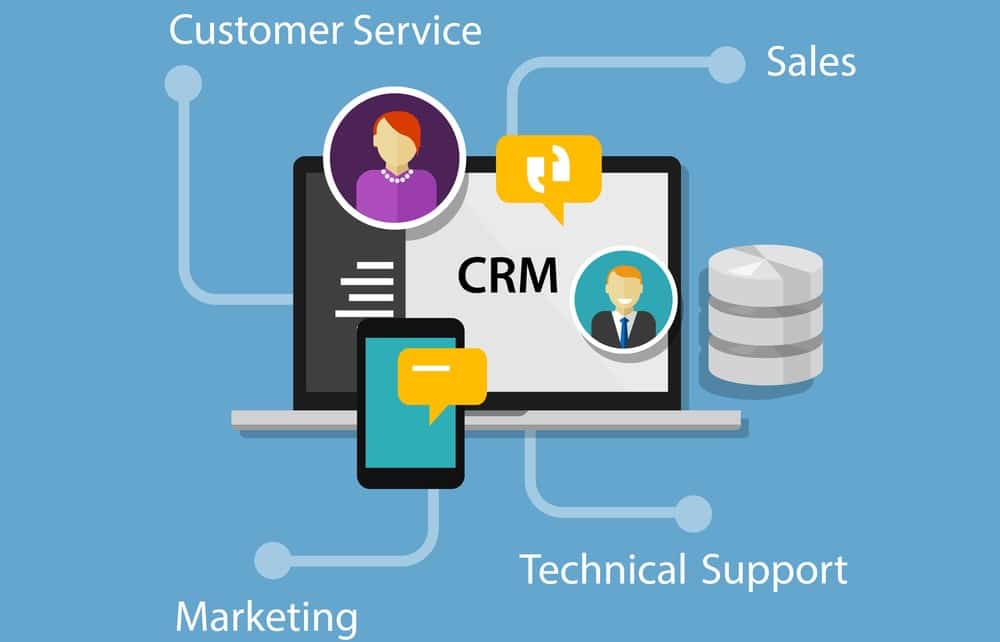 Customer Service
Sales
CRM
Technical Support
Marketing